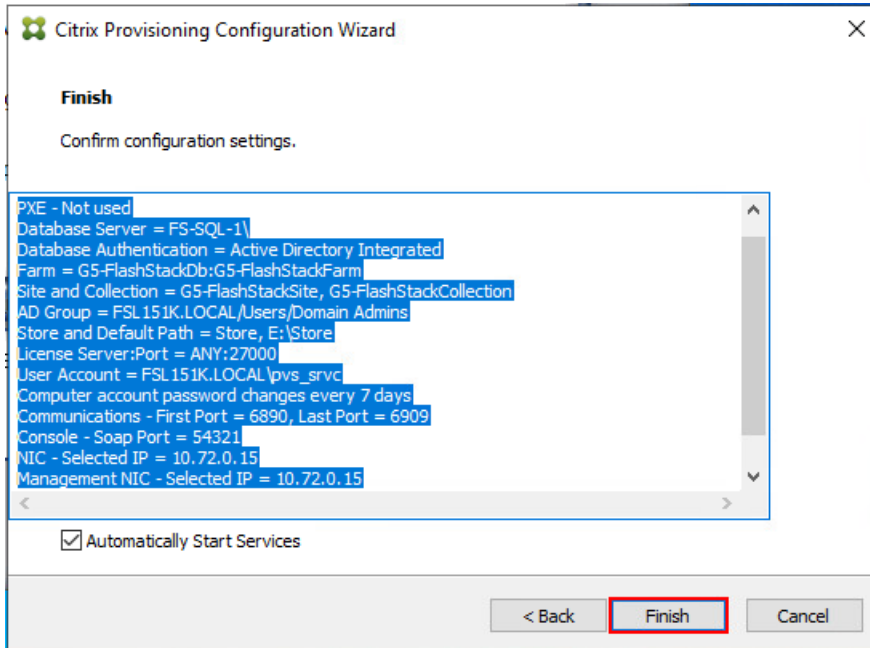 Citrix Provisioning Configuration Wizard
Finish
Confirm configuration settings.
PXE - Not used
Database Server = FS-SQL-1\
Database Authentication = Active Directory Integrated
Farm = G5-FlashStackDb:G5-FlashStackFarm
Site and Collection = G5-FlashStackSite, G5-FlashStackCollection
AD Group = FSL151K.LOCAL/Users/Domain Admins
Store and Default Path = Store, E:\Store
License Server:Port = ANY:27000
User Account = FSL151K.LOCAL\pvs_srvc
Computer account password changes every 7 days
Communications - First Port = 6890, Last Port = 6909
Console - Soap Port = 54321
NIC - Selected IP = 10.72.0.15
Management NIC - Selected IP = 10.72.0.15
Automatically Start Services
< Back Finish Cancel